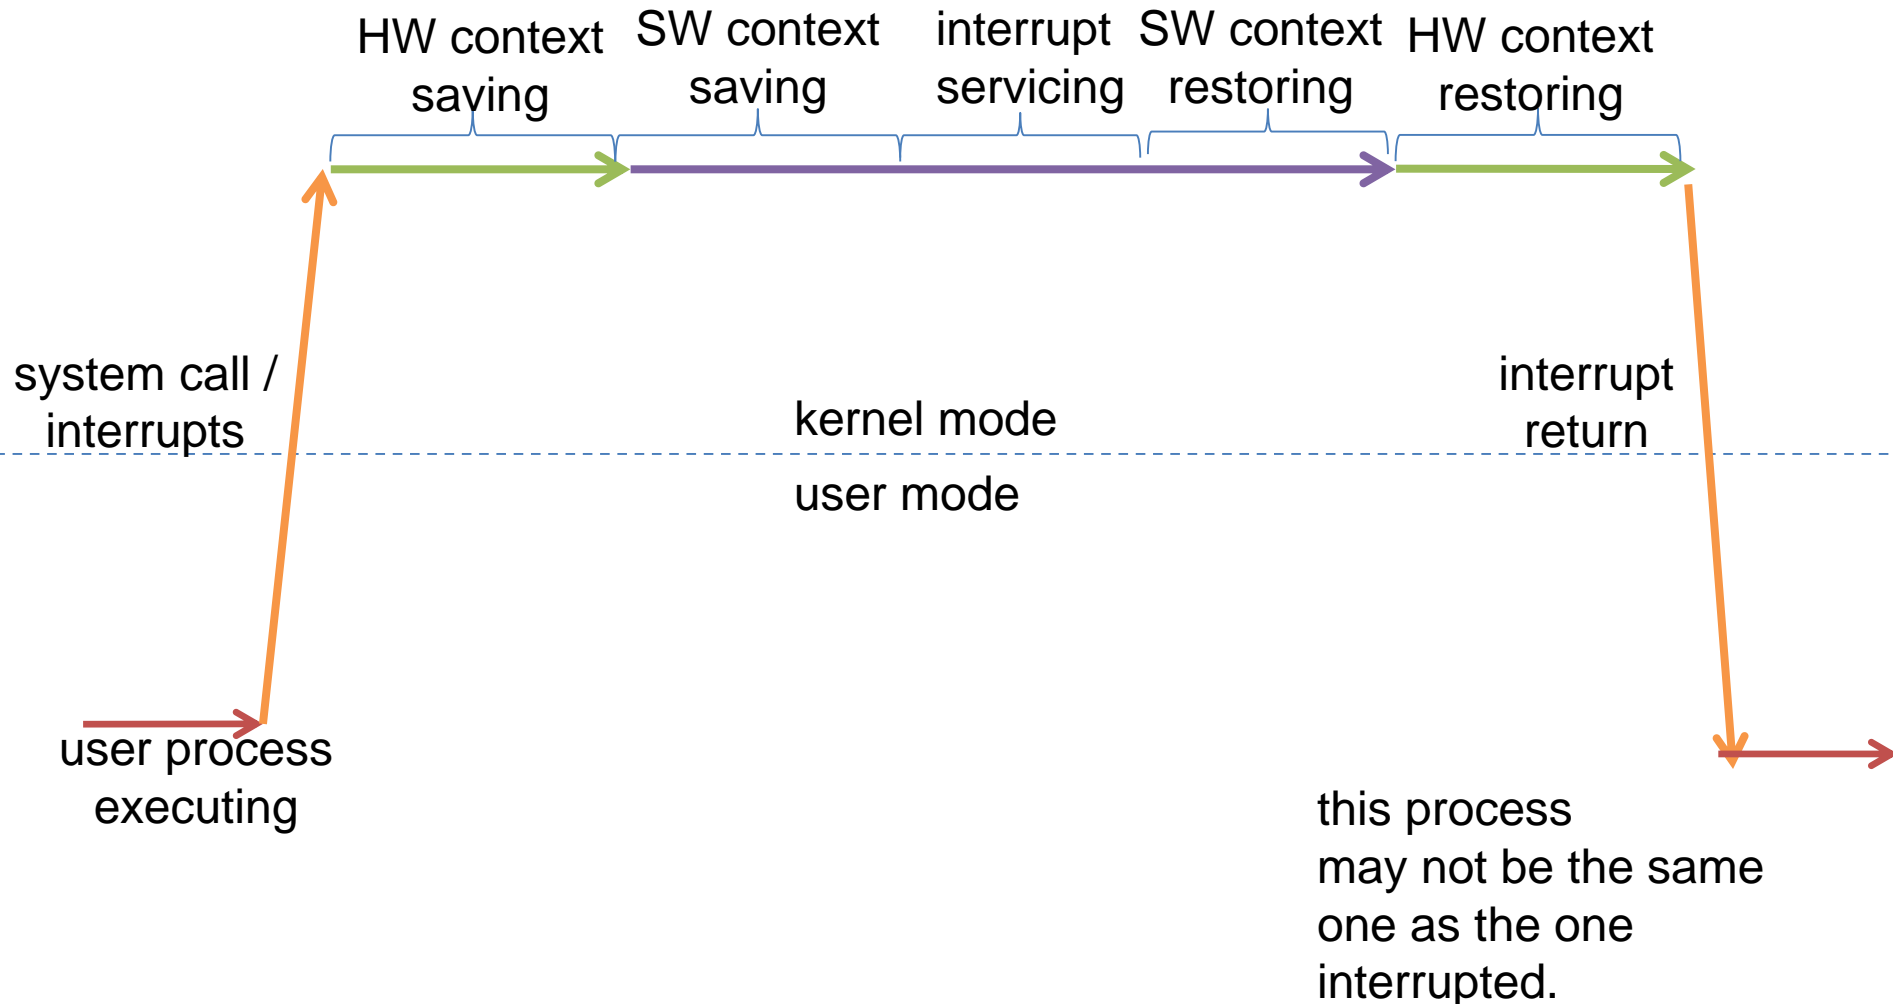 HW context
saving
SW context
saving
interrupt
servicing
SW context
restoring
HW context
restoring
system call /
interrupts
kernel mode
user mode
interrupt
return
user process
executing
this process
may not be the same
one as the one
interrupted.